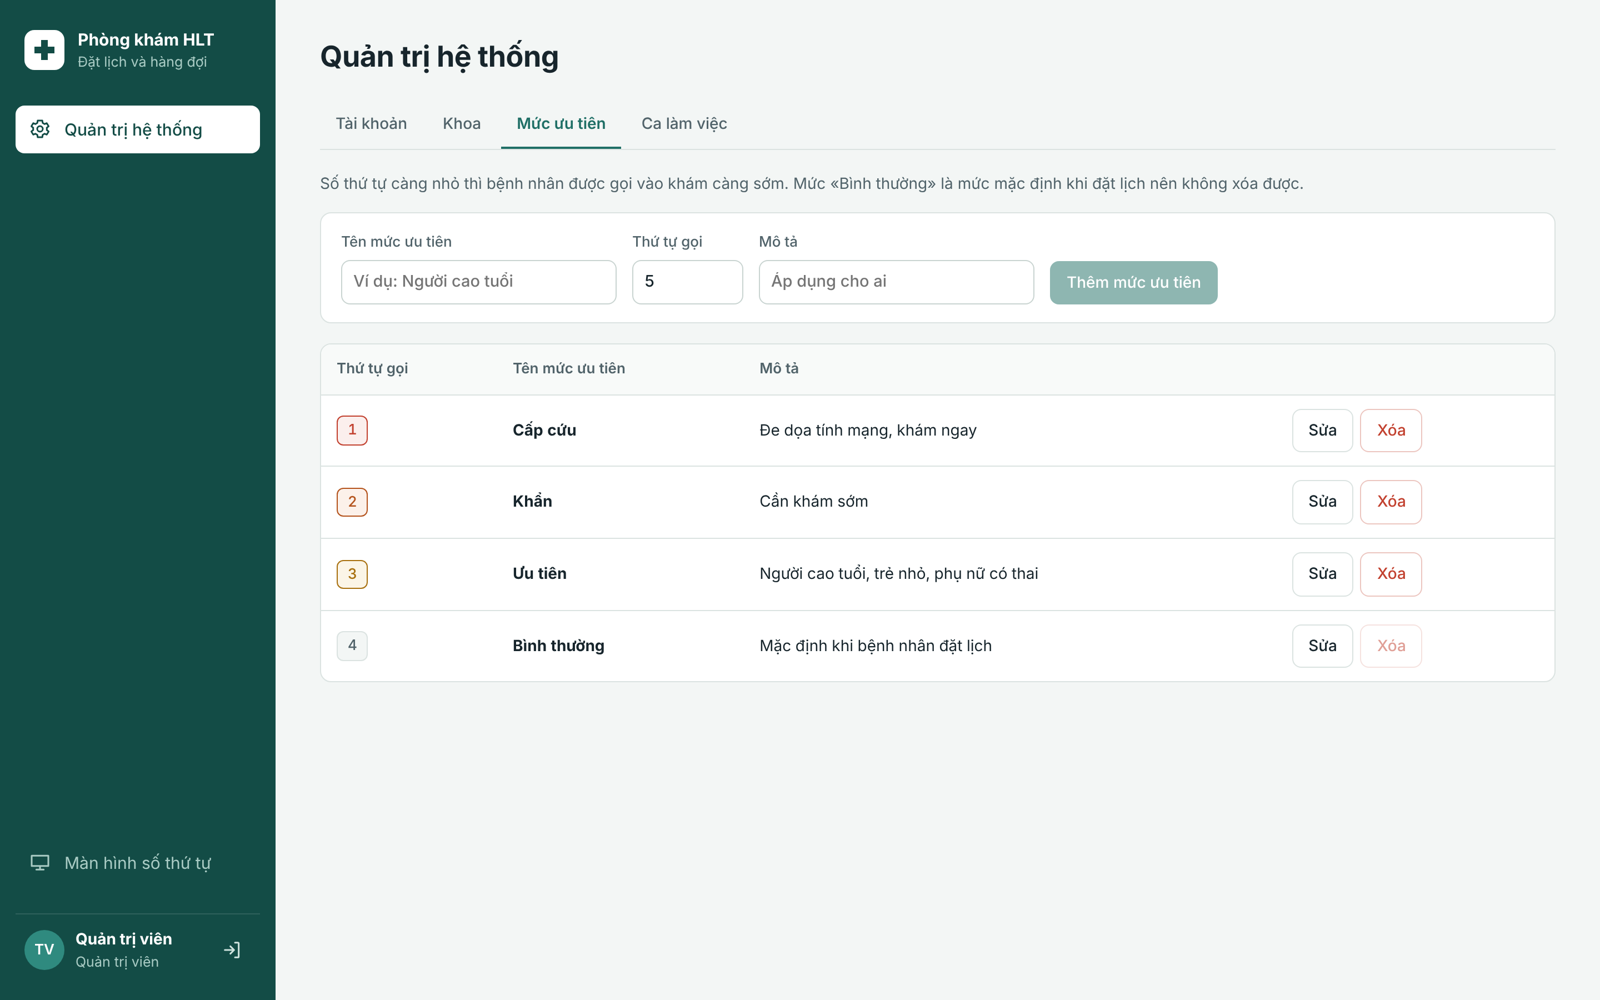 Phòng khám HLT
Đặt lịch và hàng đợi
Quản trị hệ thống
Màn hình số thứ tự
TV
Quản trị viên
Quản trị viên
Quản trị hệ thống
Tài khoản Khoa Mức ưu tiên Ca làm việc
Số thứ tự càng nhỏ thì bệnh nhân được gọi vào khám càng sớm. Mức «Bình thường» là mức mặc định khi đặt lịch nên không xóa được.
Tên mức ưu tiên Thứ tự gọi Mô tả
Ví dụ: Người cao tuổi 5 Áp dụng cho ai Thêm mức ưu tiên
Thứ tự gọi Tên mức ưu tiên Mô tả
1 Cấp cứu Đe dọa tính mạng, khám ngay Sửa Xóa
2 Khẩn Cần khám sớm Sửa Xóa
3 Ưu tiên Người cao tuổi, trẻ nhỏ, phụ nữ có thai Sửa Xóa
4 Bình thường Mặc định khi bệnh nhân đặt lịch Sửa Xóa